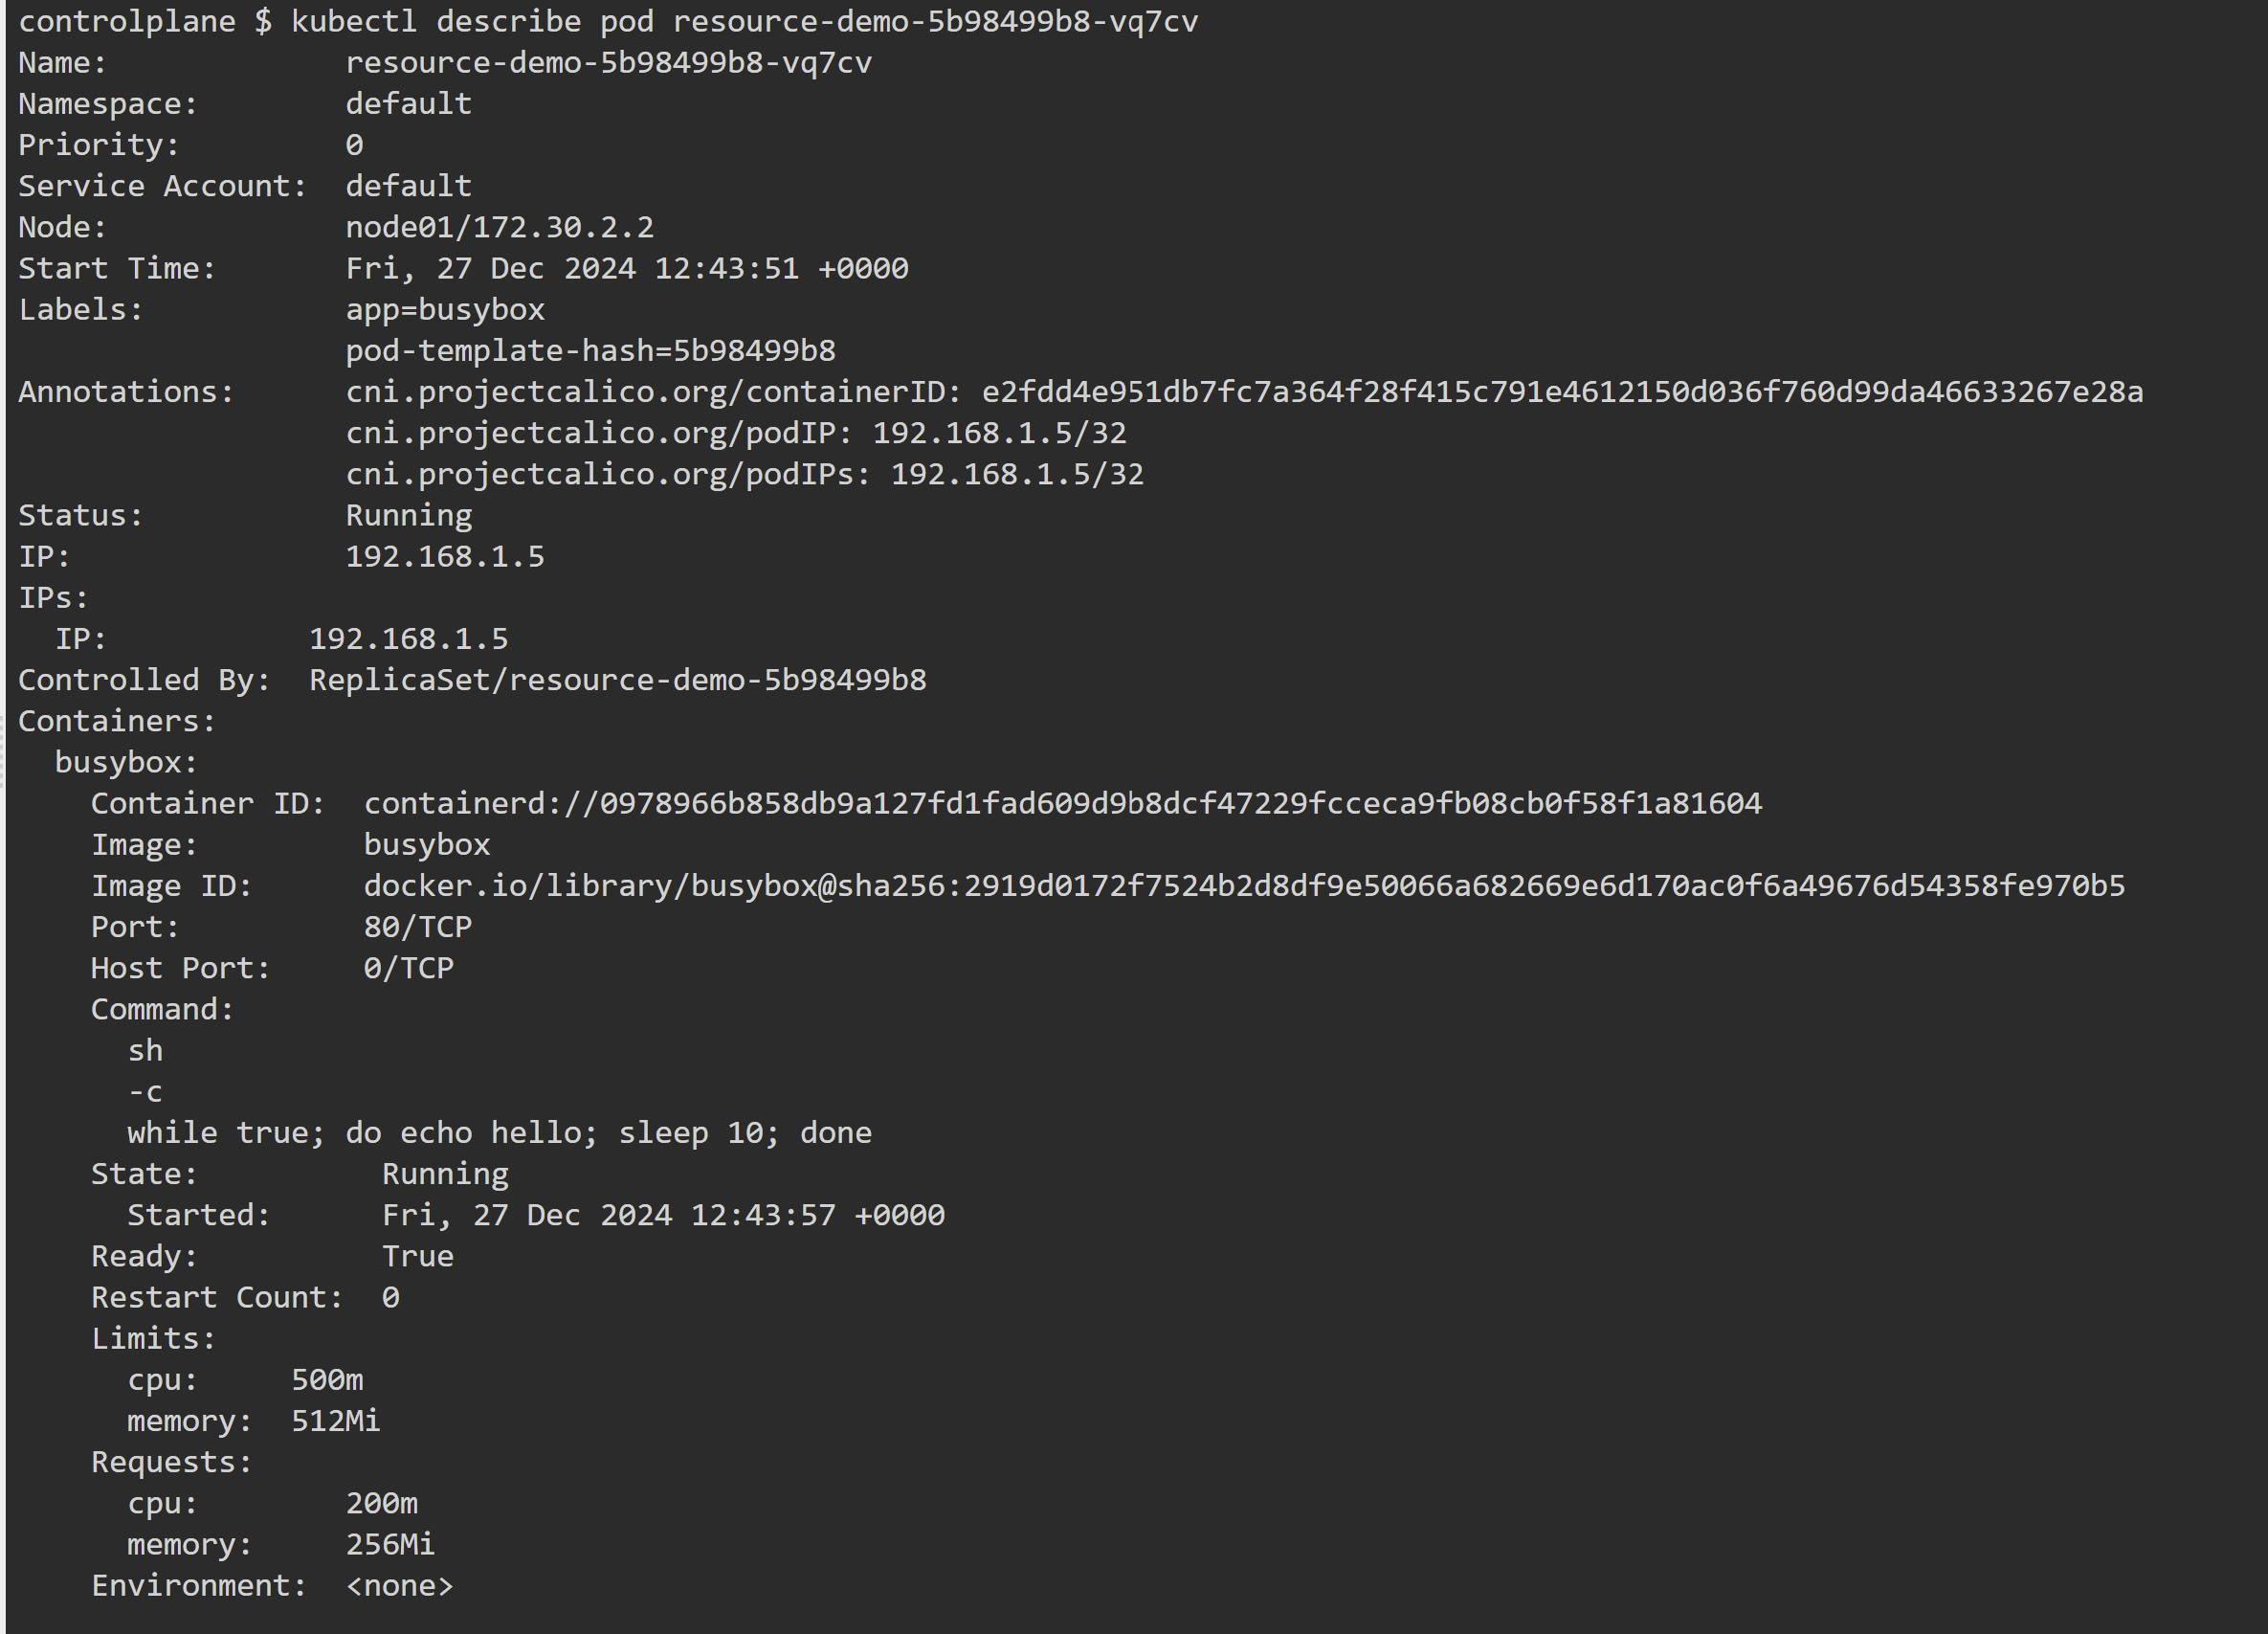 controlplane $ kubectl describe pod resource-demo-5b98499b8-vq7cv
Name:             resource-demo-5b98499b8-vq7cv
Namespace:        default
Priority:         0
Service Account:  default
Node:             node01/172.30.2.2
Start Time:       Fri, 27 Dec 2024 12:43:51 +0000
Labels:           app=busybox
                  pod-template-hash=5b98499b8
Annotations:      cni.projectcalico.org/containerID: e2fdd4e951db7fc7a364f28f415c791e4612150d036f760d99da46633267e28a
                  cni.projectcalico.org/podIP: 192.168.1.5/32
                  cni.projectcalico.org/podIPs: 192.168.1.5/32
Status:           Running
IP:               192.168.1.5
IPs:
  IP:           192.168.1.5
Controlled By:  ReplicaSet/resource-demo-5b98499b8
Containers:
  busybox:
    Container ID:  containerd://0978966b858db9a127fd1fad609d9b8dcf47229fcceca9fb08cb0f58f1a81604
    Image:         busybox
    Image ID:      docker.io/library/busybox@sha256:2919d0172f7524b2d8df9e50066a682669e6d170ac0f6a49676d54358fe970b5
    Port:          80/TCP
    Host Port:     0/TCP
    Command:
      sh
      -c
      while true; do echo hello; sleep 10; done
    State:          Running
      Started:      Fri, 27 Dec 2024 12:43:57 +0000
    Ready:          True
    Restart Count:  0
    Limits:
      cpu:     500m
      memory:  512Mi
    Requests:
      cpu:        200m
      memory:     256Mi
    Environment:  <none>